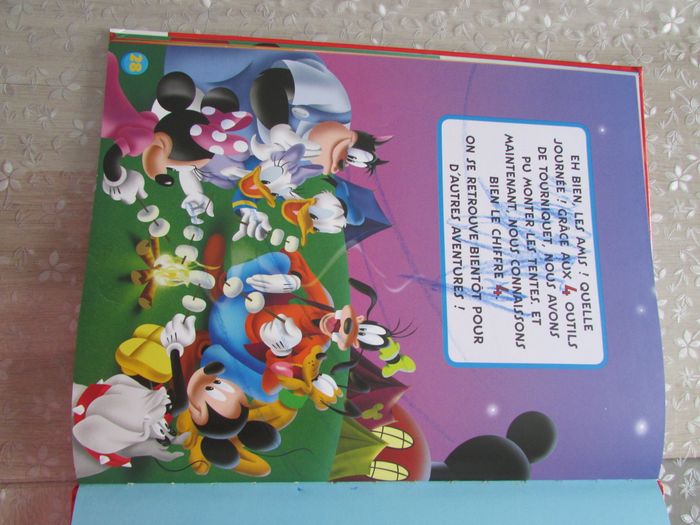 EH BIEN, LES AMIS ! QUELLE
JOURNÉE ! GRÂCE AUX 4 OUTILS
DE TOURNIQUET, NOUS AVONS
PU MONTER LES TENTES. ET
MAINTENANT, NOUS CONNAISSONS
BIEN LE CHIFFRE 4.
ON SE RETROUVE BIENTÔT POUR
D'AUTRES AVENTURES !
28